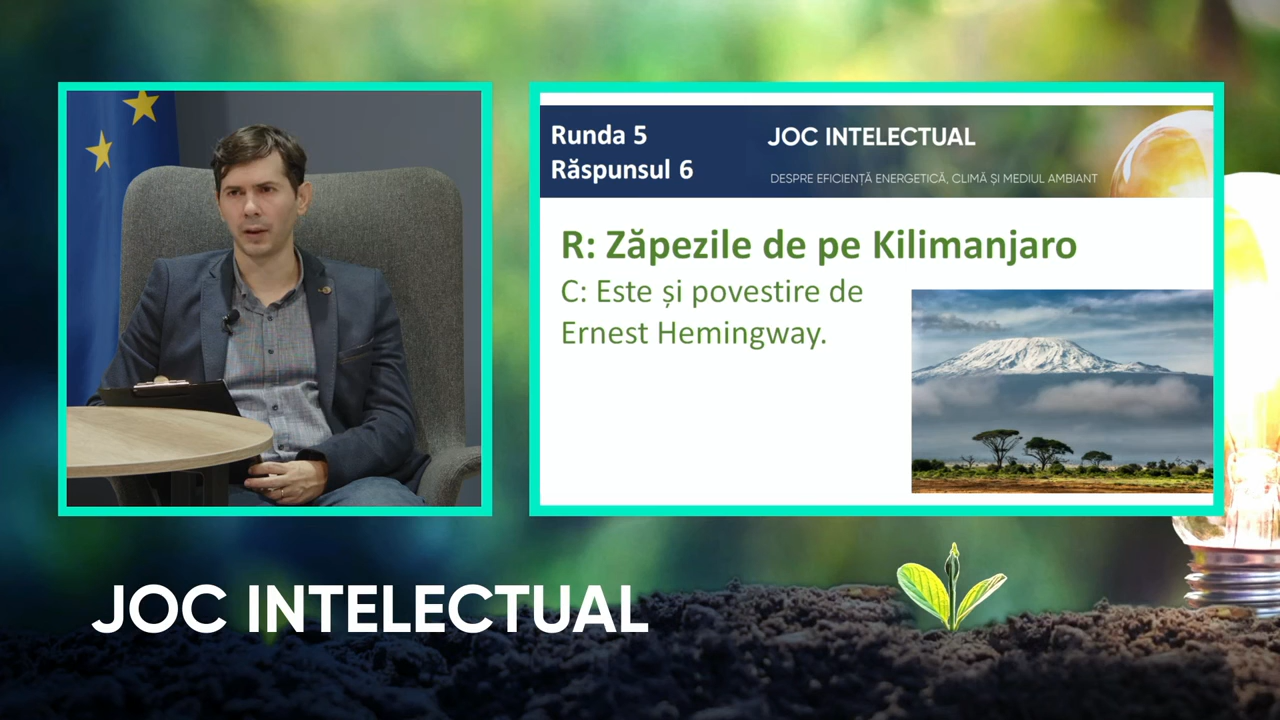 Runda 5
Răspunsul 6
JOC INTELECTUAL
DESPRE EFICIENȚĂ ENERGETICĂ, CLIMĂ ȘI MEDIUL AMBIANT
R: Zăpezile de pe Kilimanjaro
C: Este și povestire de
Ernest Hemingway.
JOC INTELECTUAL